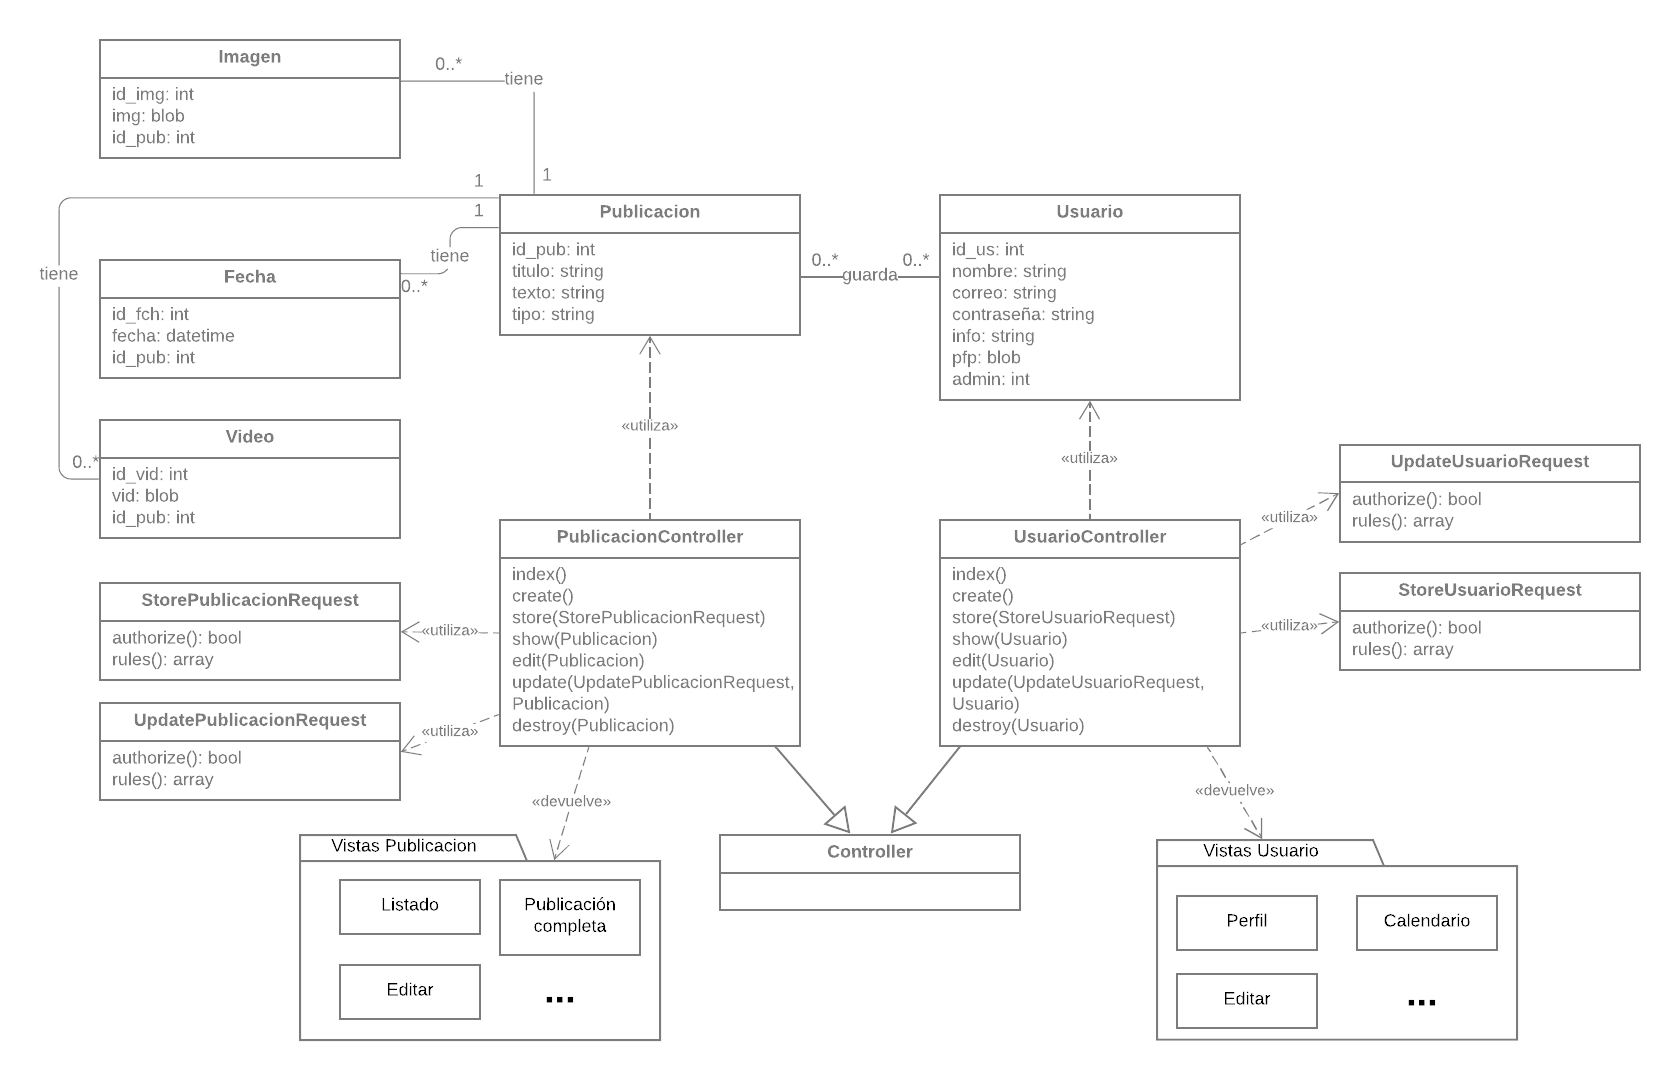 Imagen
id_img: int
img: blob
id_pub: int
0..*
tiene
1
1
1
tiene
tiene
0..*
Fecha
id_fch: int
fecha: datetime
id_pub: int
Video
0..*
id_vid: int
vid: blob
id_pub: int
Publicacion
id_pub: int
titulo: string
texto: string
tipo: string
0..*
guarda
0..*
Usuario
id_us: int
nombre: string
correo: string
contraseña: string
info: string
pfp: blob
admin: int
«utiliza»
«utiliza»
StorePublicacionRequest
authorize(): bool
rules(): array
UpdatePublicacionRequest
authorize(): bool
rules(): array
«utiliza»
«utiliza»
PublicacionController
index()
create()
store(StorePublicacionRequest)
show(Publicacion)
edit(Publicacion)
update(UpdatePublicacionRequest,
Publicacion)
destroy(Publicacion)
UsuarioController
index()
create()
store(StoreUsuarioRequest)
show(Usuario)
edit(Usuario)
update(UpdateUsuarioRequest,
Usuario)
destroy(Usuario)
«utiliza»
«utiliza»
UpdateUsuarioRequest
authorize(): bool
rules(): array
StoreUsuarioRequest
authorize(): bool
rules(): array
«devuelve»
«devuelve»
Vistas Publicacion
Listado
Publicación
completa
Editar
...
Controller
Vistas Usuario
Perfil
Calendario
Editar
...